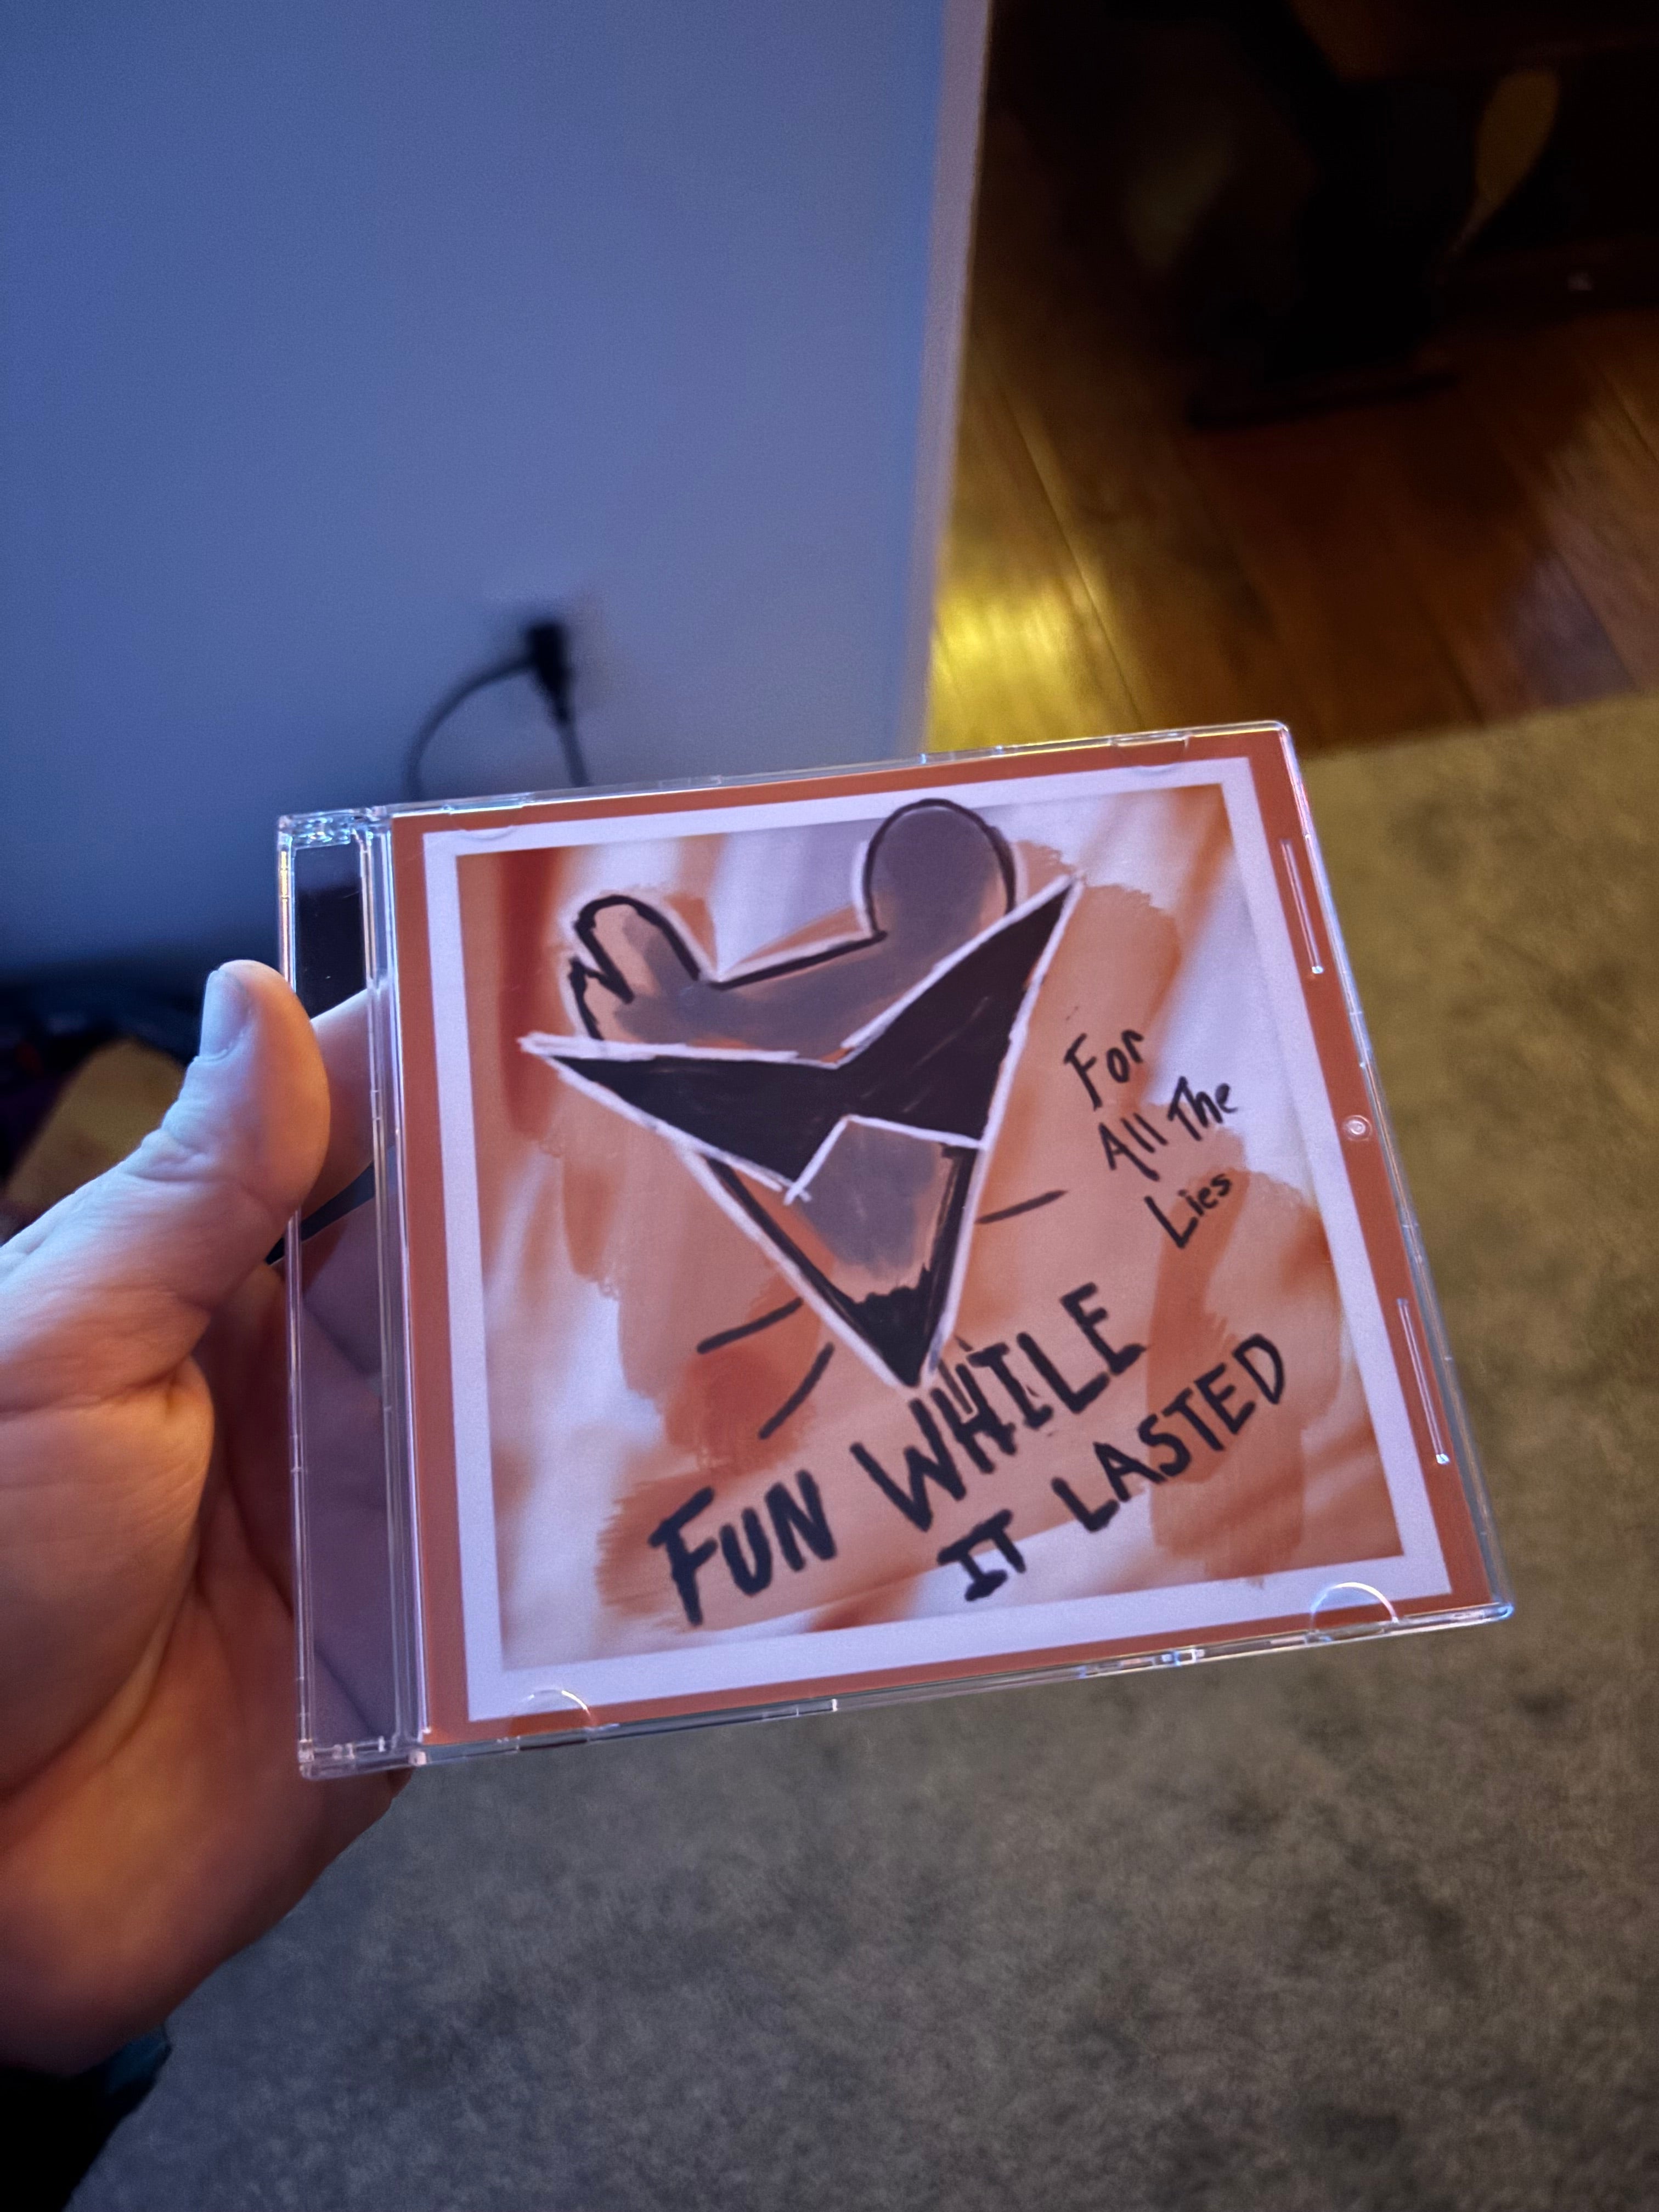 For
All The
Lies
FUN WHILE
IT LASTED